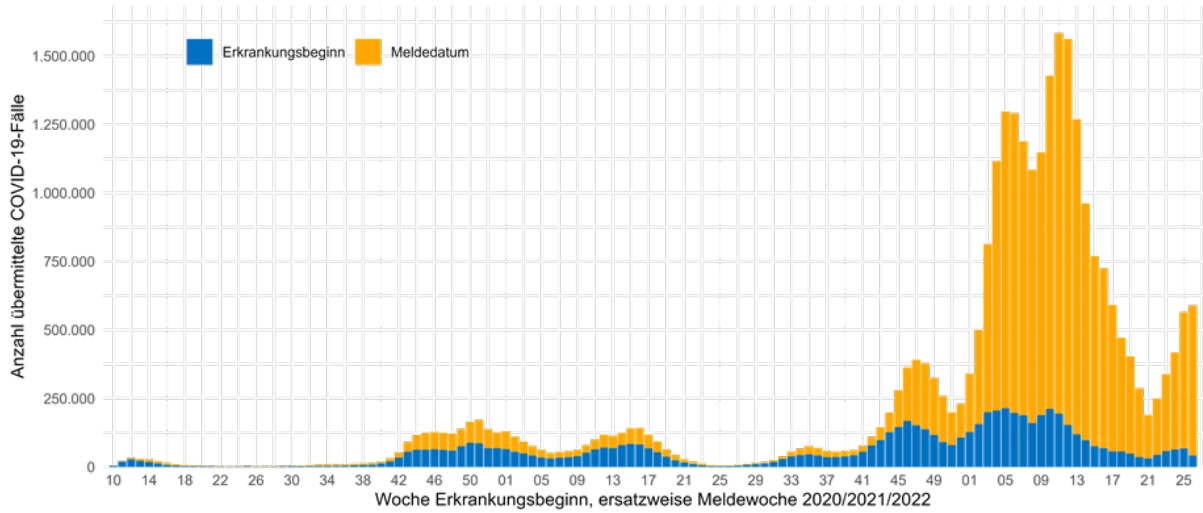 Erkrankungsbeginn Meldedatum
Anzahl übermittelte COVID-19-Fälle
1.500.000
1.250.000
1.000.000
750.000
500.000
250.000
0
10 14 18 22 26 30 34 38 42 46 50 01 05 09 13 17 21 25 29 33 37 41 45 49 01 05 09 13 17 21 25
Woche Erkrankungsbeginn, ersatzweise Meldewoche 2020/2021/2022